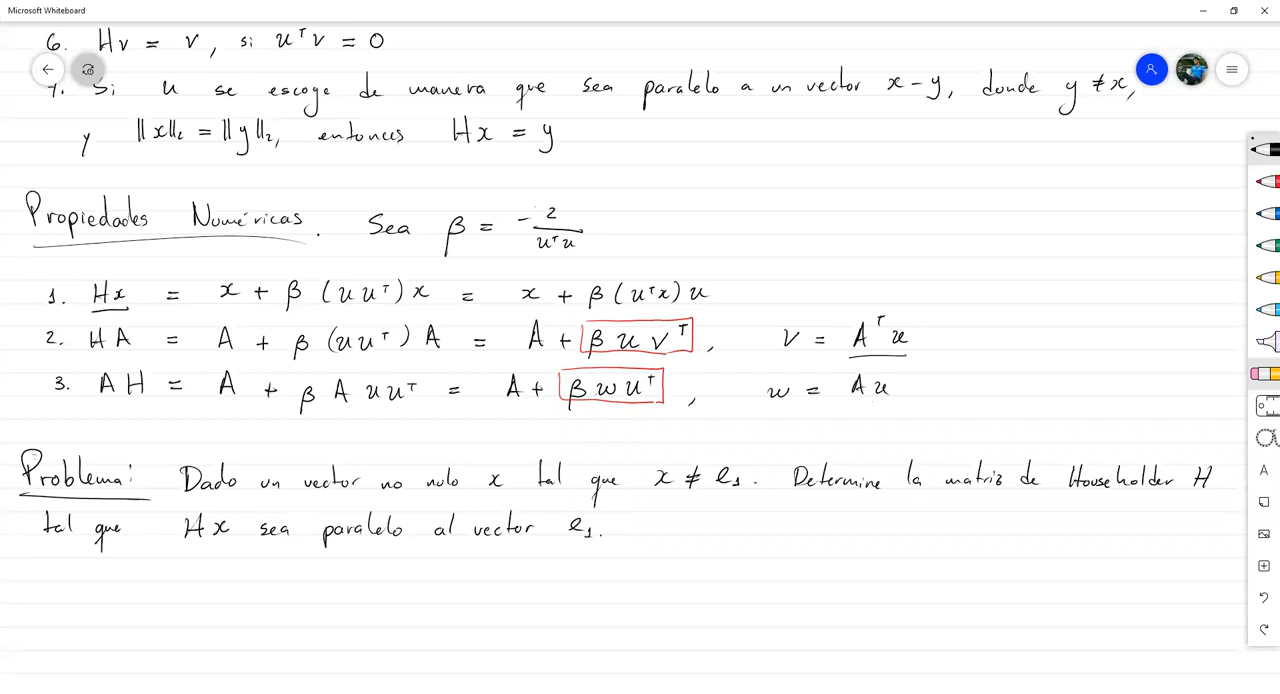 Microsoft Whiteboard
6. Hv = v, si uᵀv = 0
7. Si u se escoge de manera que sea paralelo a un vector x - y, donde y ≠ x,
y ||x||₂ = ||y||₂, entonces Hx = y
Propiedades Numéricas. Sea β = -2/uᵀu
1. Hx = x + β (uuᵀ)x = x + β(uᵀx)u
2. HA = A + β (uuᵀ)A = A + β u vᵀ, v = Aᵀu
3. AH = A + β A uuᵀ = A + β w uᵀ, w = Au
Problema: Dado un vector no nulo x tal que x ≠ e₁. Determine la matriz de Householder H
tal que Hx sea paralelo al vector e₁.
A